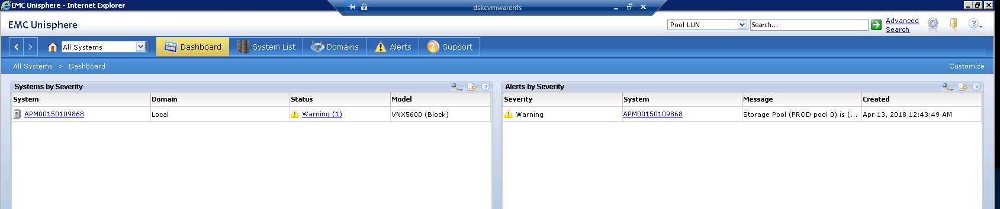 EMC Unisphere - Internet Explorer
dskcvmwarenfs
EMC Unisphere
Pool LUN
Search...
Advanced
Search
All Systems
Dashboard
System List
Domains
Alerts
Support
All Systems > Dashboard
Customize
Systems by Severity
System Domain Status Model
APM00150109868 Local Warning (1) VNX5600 (Block)
Alerts by Severity
Severity System Message Created
Warning APM00150109868 Storage Pool (PROD pool 0) is (... Apr 13, 2018 12:43:49 AM